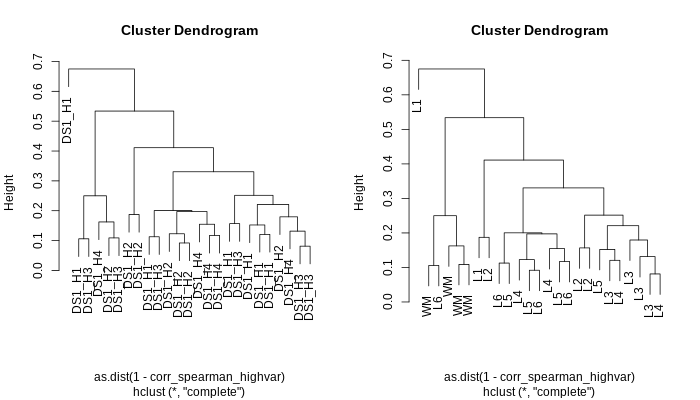 Cluster Dendrogram
Height
0.0 0.1 0.2 0.3 0.4 0.5 0.6 0.7
DS1_H1
DS1_H1
DS1_H3
DS1_H4
DS1_H2
DS1_H3
DS1_H2
DS1_H2
DS1_H1
DS1_H3
DS1_H2
DS1_H2
DS1_H2
DS1_H4
DS1_H4
DS1_H4
DS1_H1
DS1_H3
DS1_H1
DS1_H1
DS1_H1
DS1_H2
DS1_H4
DS1_H3
DS1_H3
as.dist(1 - corr_spearman_highvar)
hclust (*, "complete")
Cluster Dendrogram
Height
0.0 0.1 0.2 0.3 0.4 0.5 0.6 0.7
L1
WM
L6
WM
WM
WM
L1
L2
L6
L5
L4
L5
L6
L4
L5
L6
L2
L2
L5
L3
L4
L3
L3
L3
L4
as.dist(1 - corr_spearman_highvar)
hclust (*, "complete")